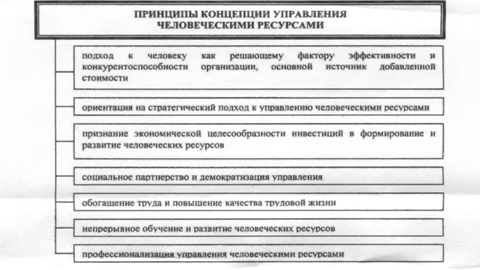 ПРИНЦИПЫ КОНЦЕПЦИИ УПРАВЛЕНИЯ
ЧЕЛОВЕЧЕСКИМИ РЕСУРСАМИ
подход к человеку как решающему фактору эффективности и
конкурентоспособности организации, основной источник добавленной
стоимости
ориентация на стратегический подход к управлению человеческими ресурсами
признание экономической целесообразности инвестиций в формирование и
развитие человеческих ресурсов
социальное партнерство и демократизация управления
обогащение труда и повышение качества трудовой жизни
непрерывное обучение и развитие человеческих ресурсов
профессионализация управления человеческими ресурсами